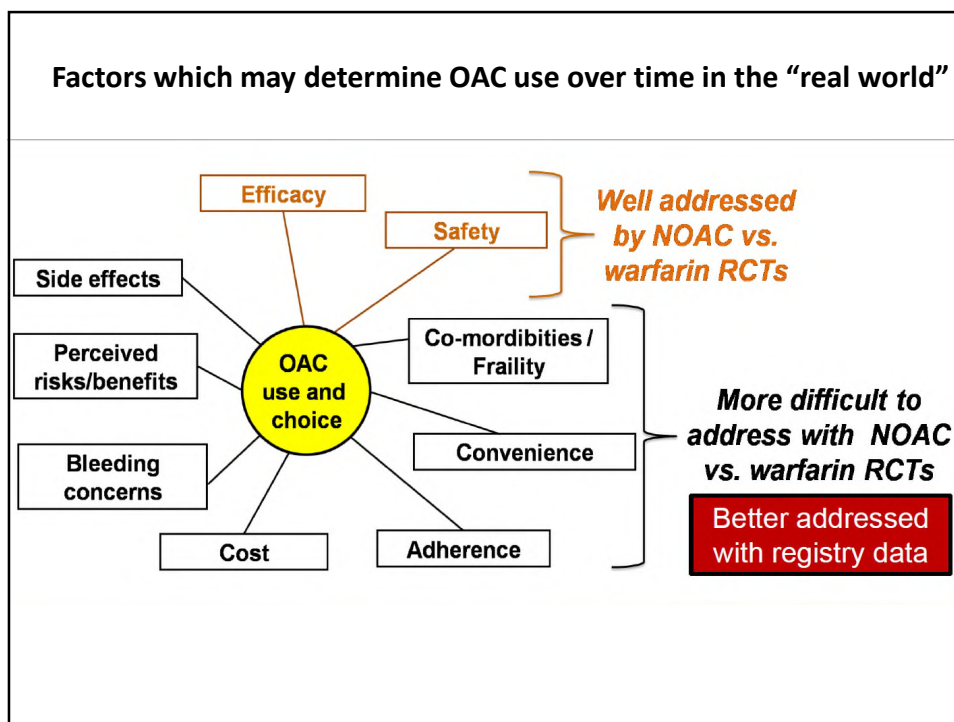 Factors which may determine OAC use over time in the “real world”
Efficacy
Safety
Well addressed
by NOAC vs.
warfarin RCTs
Side effects
Perceived
risks/benefits
Bleeding
concerns
Cost
OAC
use and
choice
Co-mordibities /
Fraility
Convenience
Adherence
More difficult to
address with NOAC
vs. warfarin RCTs
Better addressed
with registry data